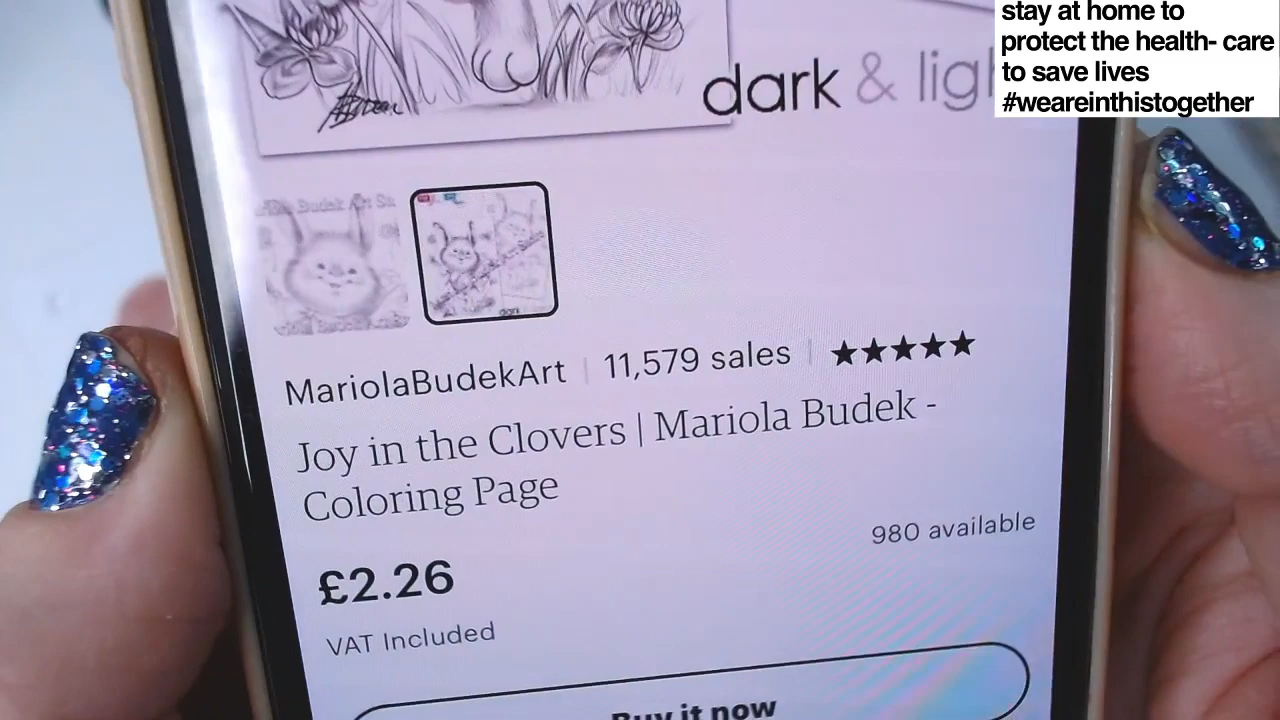 stay at home to
protect the health- care
to save lives
#weareinthistogether
dark & ligh
MariolaBudekArt | 11,579 sales | ★★★★★
Joy in the Clovers | Mariola Budek -
Coloring Page
980 available
£2.26
VAT Included
Buy it now